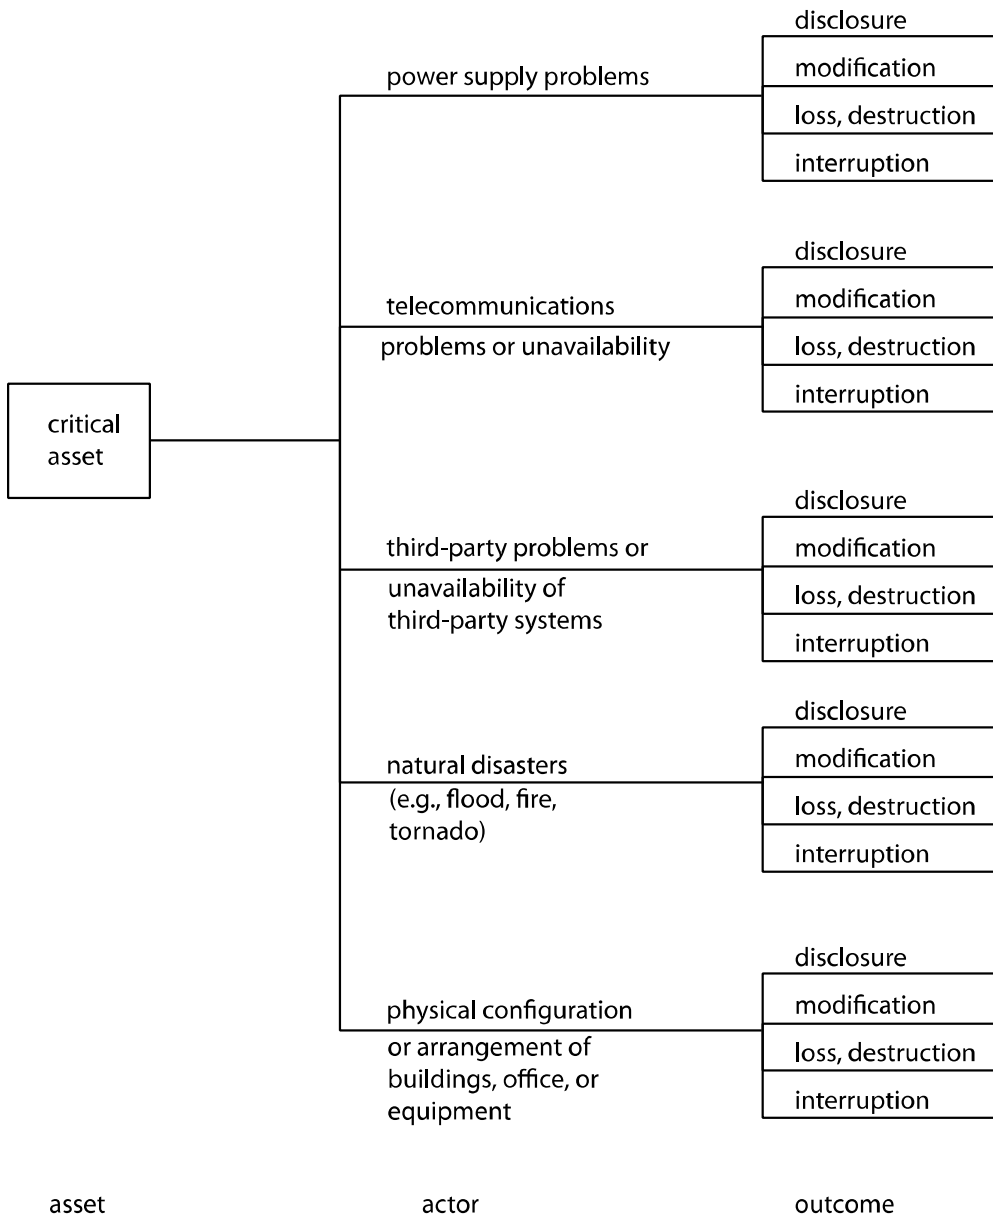 disclosure
power supply problems
modification
loss, destruction
interruption
disclosure
telecommunications
modification
problems or unavailability
loss, destruction
interruption
critical
asset
disclosure
third-party problems or
modification
unavailability of
loss, destruction
third-party systems
interruption
disclosure
natural disasters
modification
(e.g., flood, fire,
loss, destruction
tornado)
interruption
disclosure
physical configuration
modification
or arrangement of
loss, destruction
buildings, office, or
interruption
equipment
asset
actor
outcome